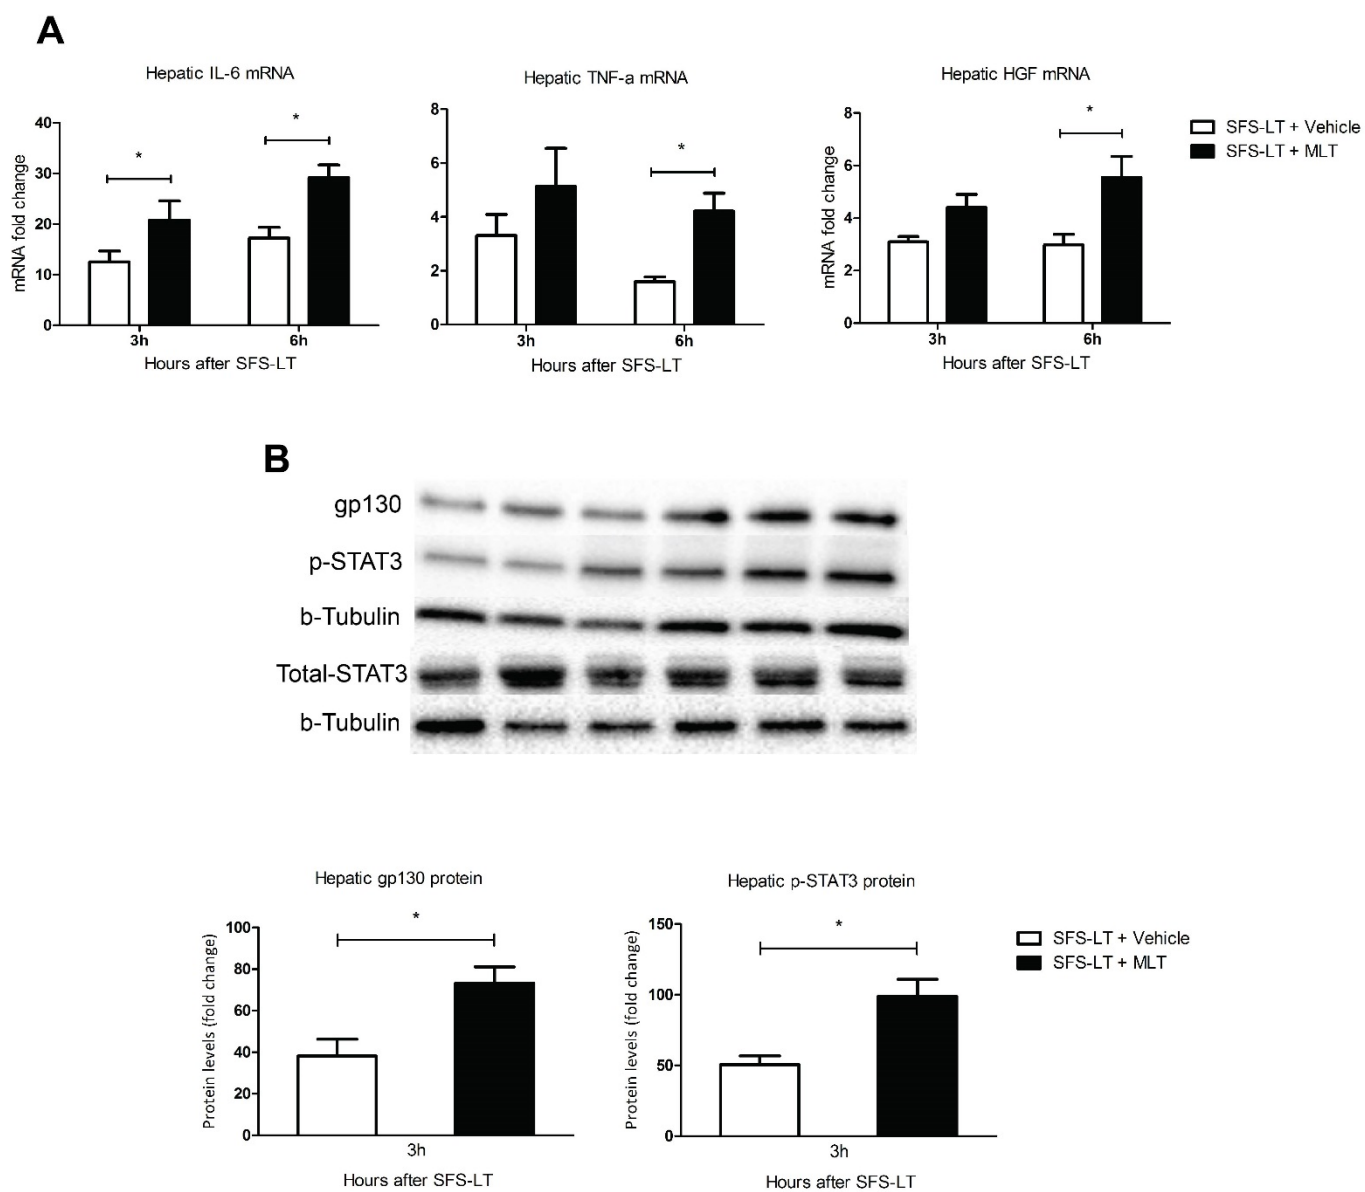 A
Hepatic IL-6 mRNA
mRNA fold change
40
30
20
10
0
*
*
3h
6h
Hours after SFS-LT
Hepatic TNF-a mRNA
8
6
4
2
0
*
3h
6h
Hours after SFS-LT
Hepatic HGF mRNA
mRNA fold change
8
6
4
2
0
*
3h
6h
Hours after SFS-LT
SFS-LT + Vehicle
SFS-LT + MLT
B
gp130
p-STAT3
b-Tubulin
Total-STAT3
b-Tubulin
Hepatic gp130 protein
Protein levels (fold change)
100
80
60
40
20
0
*
3h
Hours after SFS-LT
Hepatic p-STAT3 protein
Protein levels (fold change)
150
100
50
0
*
3h
Hours after SFS-LT
SFS-LT + Vehicle
SFS-LT + MLT